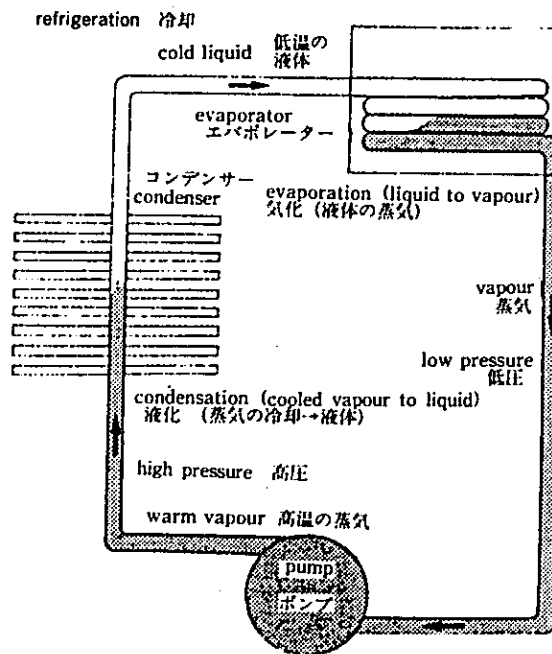 refrigeration 冷却
cold liquid 低温の
液体
evaporator
エバポレーター
コンデンサー
condenser
evaporation (liquid to vapour)
気化 (液体の蒸気)
vapour
蒸気
low pressure
低圧
condensation (cooled vapour to liquid)
液化 (蒸気の冷却→液体)
high pressure 高圧
warm vapour 高温の蒸気
pump
ポンプ